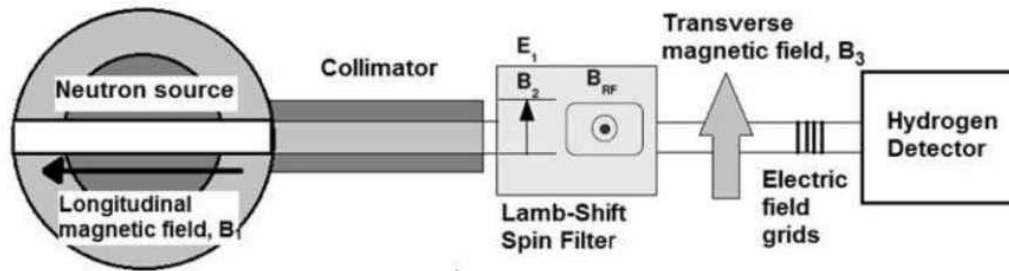 Neutron source
Longitudinal
magnetic field, B1
Collimator
E1
B2
BRF
Lamb-Shift
Spin Filter
Transverse
magnetic field, B3
Electric
field
grids
Hydrogen
Detector